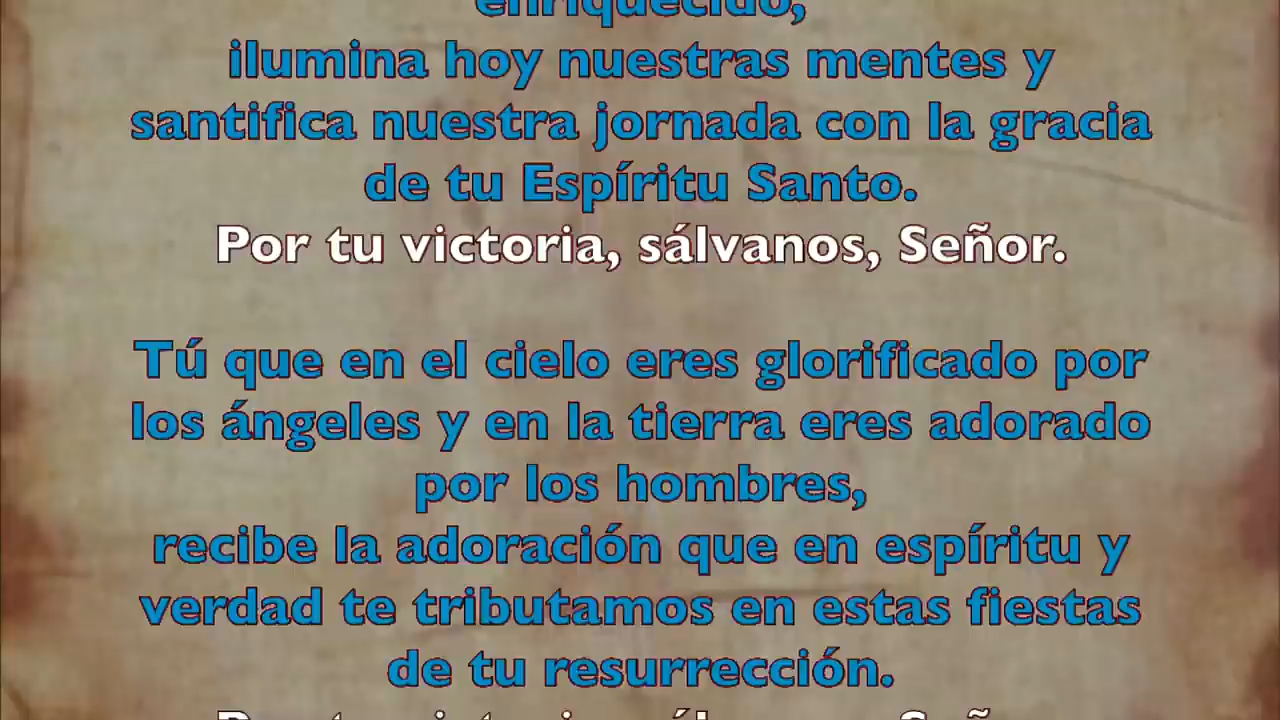 enriquecido,
ilumina hoy nuestras mentes y
santifica nuestra jornada con la gracia
de tu Espíritu Santo.
Por tu victoria, sálvanos, Señor.
Tú que en el cielo eres glorificado por
los ángeles y en la tierra eres adorado
por los hombres,
recibe la adoración que en espíritu y
verdad te tributamos en estas fiestas
de tu resurrección.